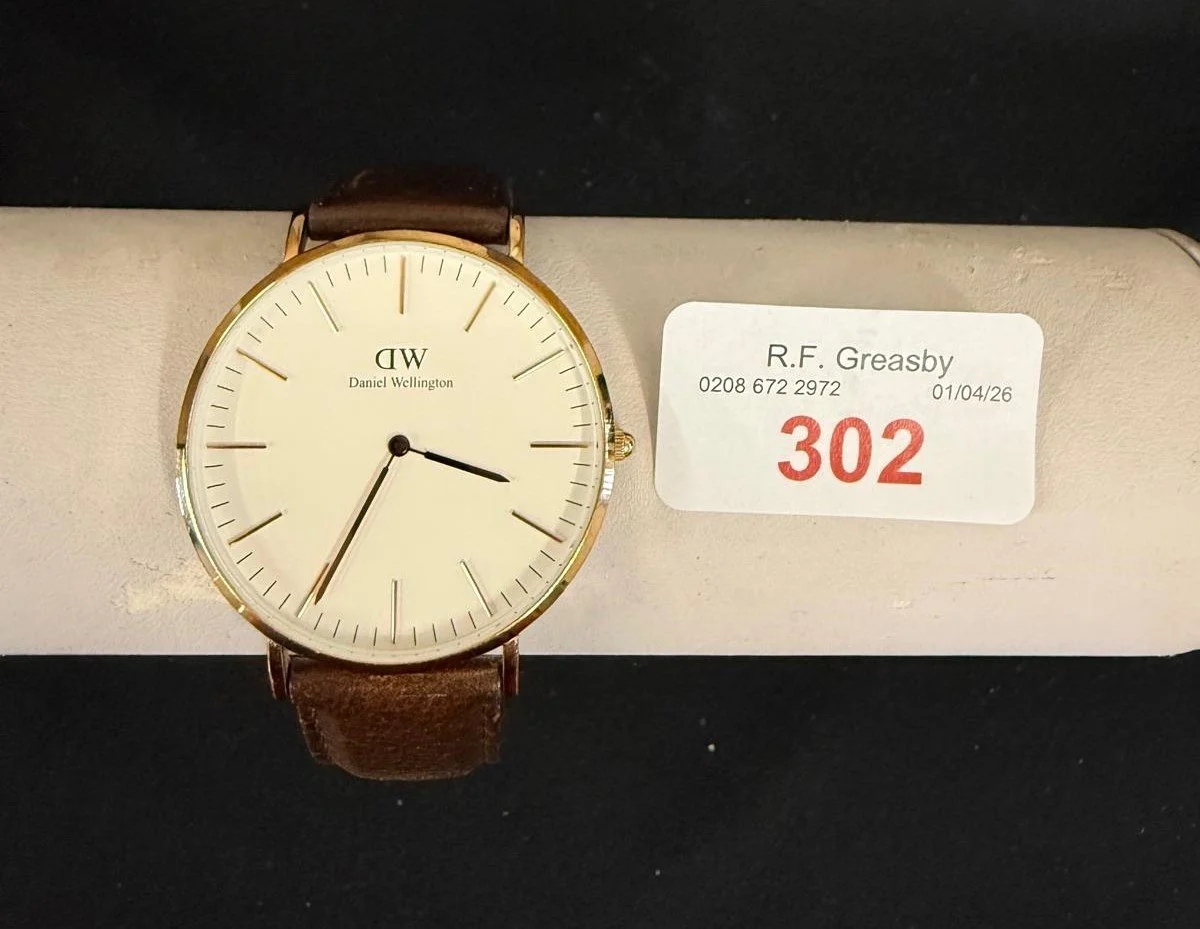 DW
Daniel Wellington
R.F. Greasby
0208 672 2972 01/04/26
302